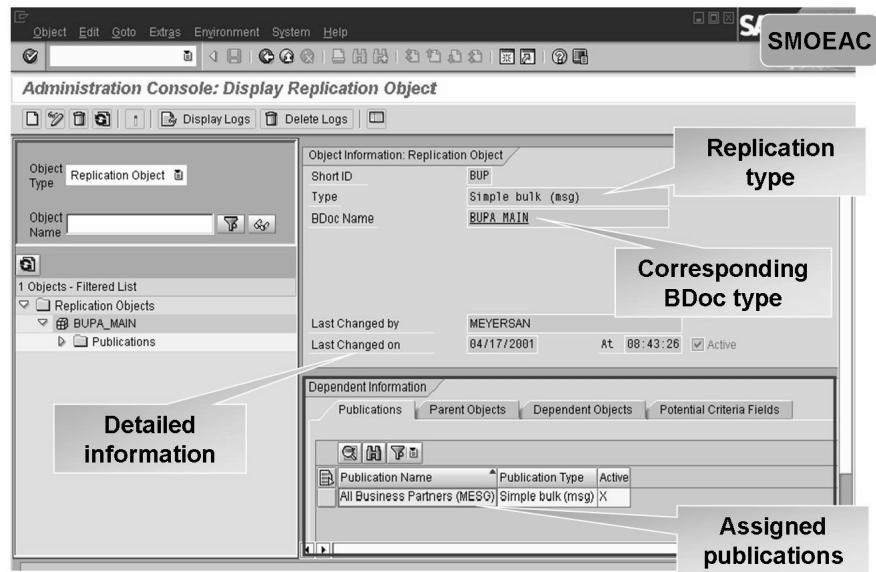 Object Edit Goto Extras Environment System Help
SMOEAC
Administration Console: Display Replication Object
Display Logs Delete Logs
Object Type Replication Object
Object Name
1 Objects - Filtered List
Replication Objects
BUPA_MAIN
Publications
Object Information: Replication Object
Short ID BUP
Type Simple bulk (msg)
BDoc Name BUPA MAIN
Last Changed by MEYERSAN
Last Changed on 04/17/2001 At 08:43:26 Active
Replication type
Corresponding BDoc type
Detailed information
Dependent Information
Publications Parent Objects Dependent Objects Potential Criteria Fields
Publication Name Publication Type Active
All Business Partners (MESG) Simple bulk (msg) X
Assigned publications